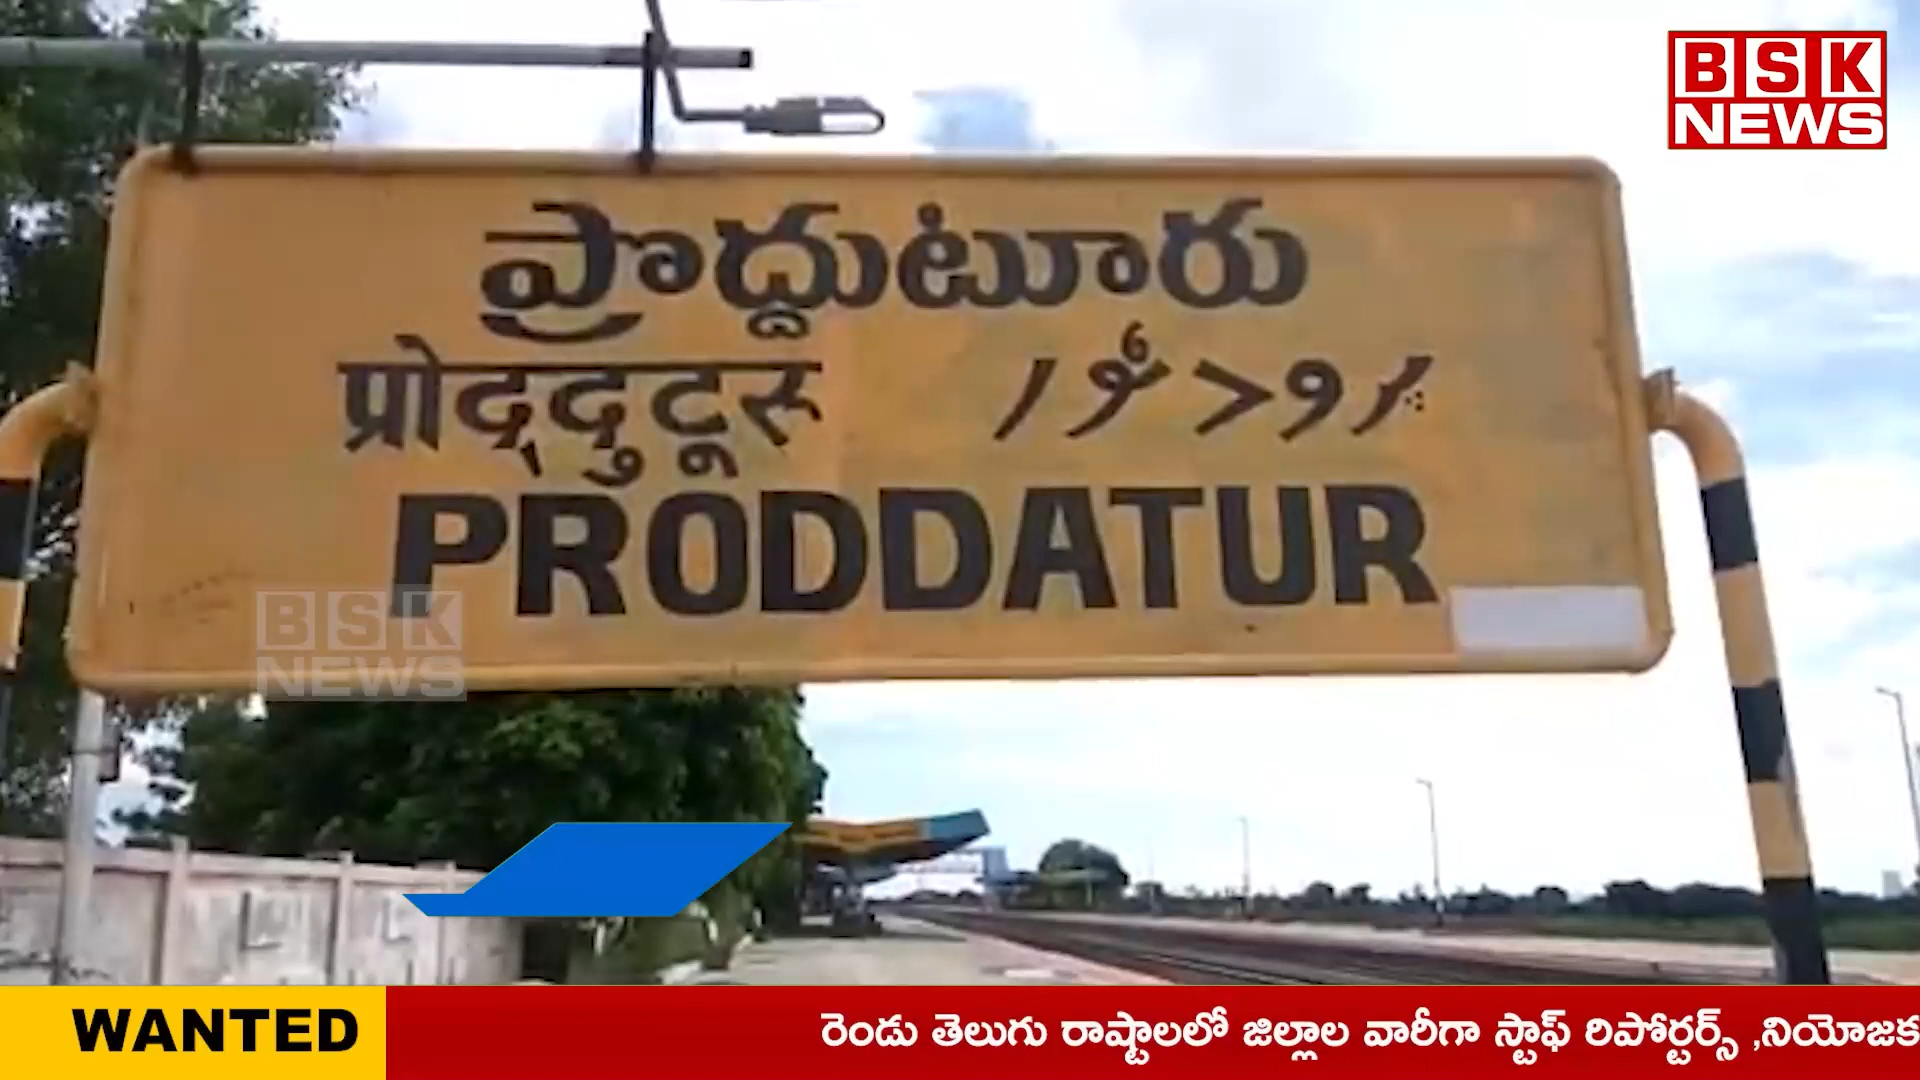 BSK
NEWS
ప్రొద్దుటూరు
प्रोद्‌दुटूरु
PRODDATUR
BSK
NEWS
WANTED
రెండు తెలుగు రాష్ట్రాలలో జిల్లాల వారీగా స్టాఫ్ రిపోర్టర్స్ ,నియోజక